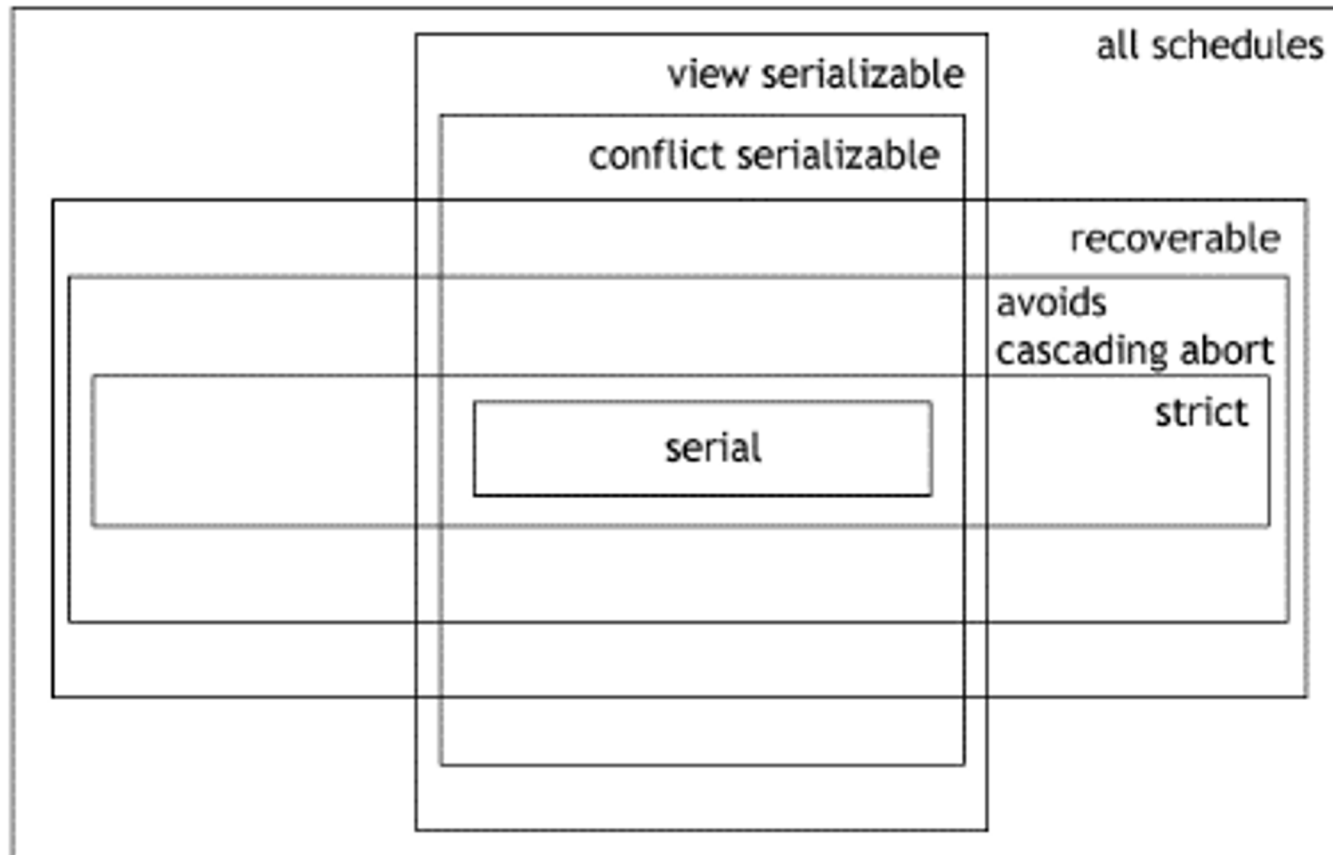 all schedules
view serializable
conflict serializable
recoverable
avoids
cascading abort
strict
serial